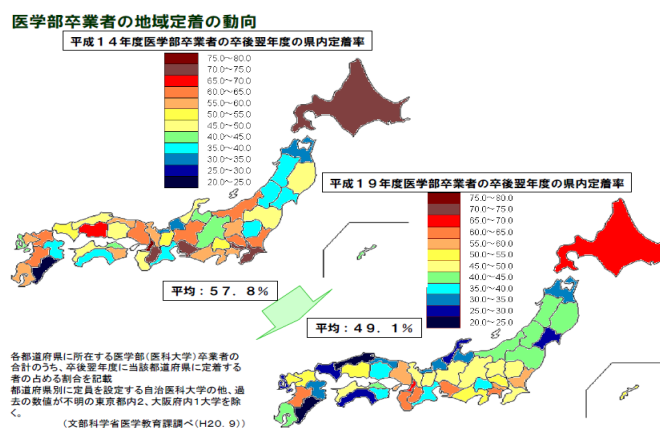 医学部卒業者の地域定着の動向
平成１４年度医学部卒業者の卒後翌年度の県内定着率
75.0～80.0
70.0～75.0
65.0～70.0
60.0～65.0
55.0～60.0
50.0～55.0
45.0～50.0
40.0～45.0
35.0～40.0
30.0～35.0
25.0～30.0
20.0～25.0
平成１９年度医学部卒業者の卒後翌年度の県内定着率
75.0～80.0
70.0～75.0
65.0～70.0
60.0～65.0
55.0～60.0
50.0～55.0
45.0～50.0
40.0～45.0
35.0～40.0
30.0～35.0
25.0～30.0
20.0～25.0
平均：５７．８％
平均：４９．１％
各都道府県に所在する医学部（医科大学）卒業者の
合計のうち、卒後翌年度に当該都道府県に定着する
者の占める割合を記載
都道府県別に定員を設定する自治医科大学の他、過
去の数値が不明の東京都内2、大阪府内1大学を除
く。
（文部科学省医学教育課調べ（H20．9））